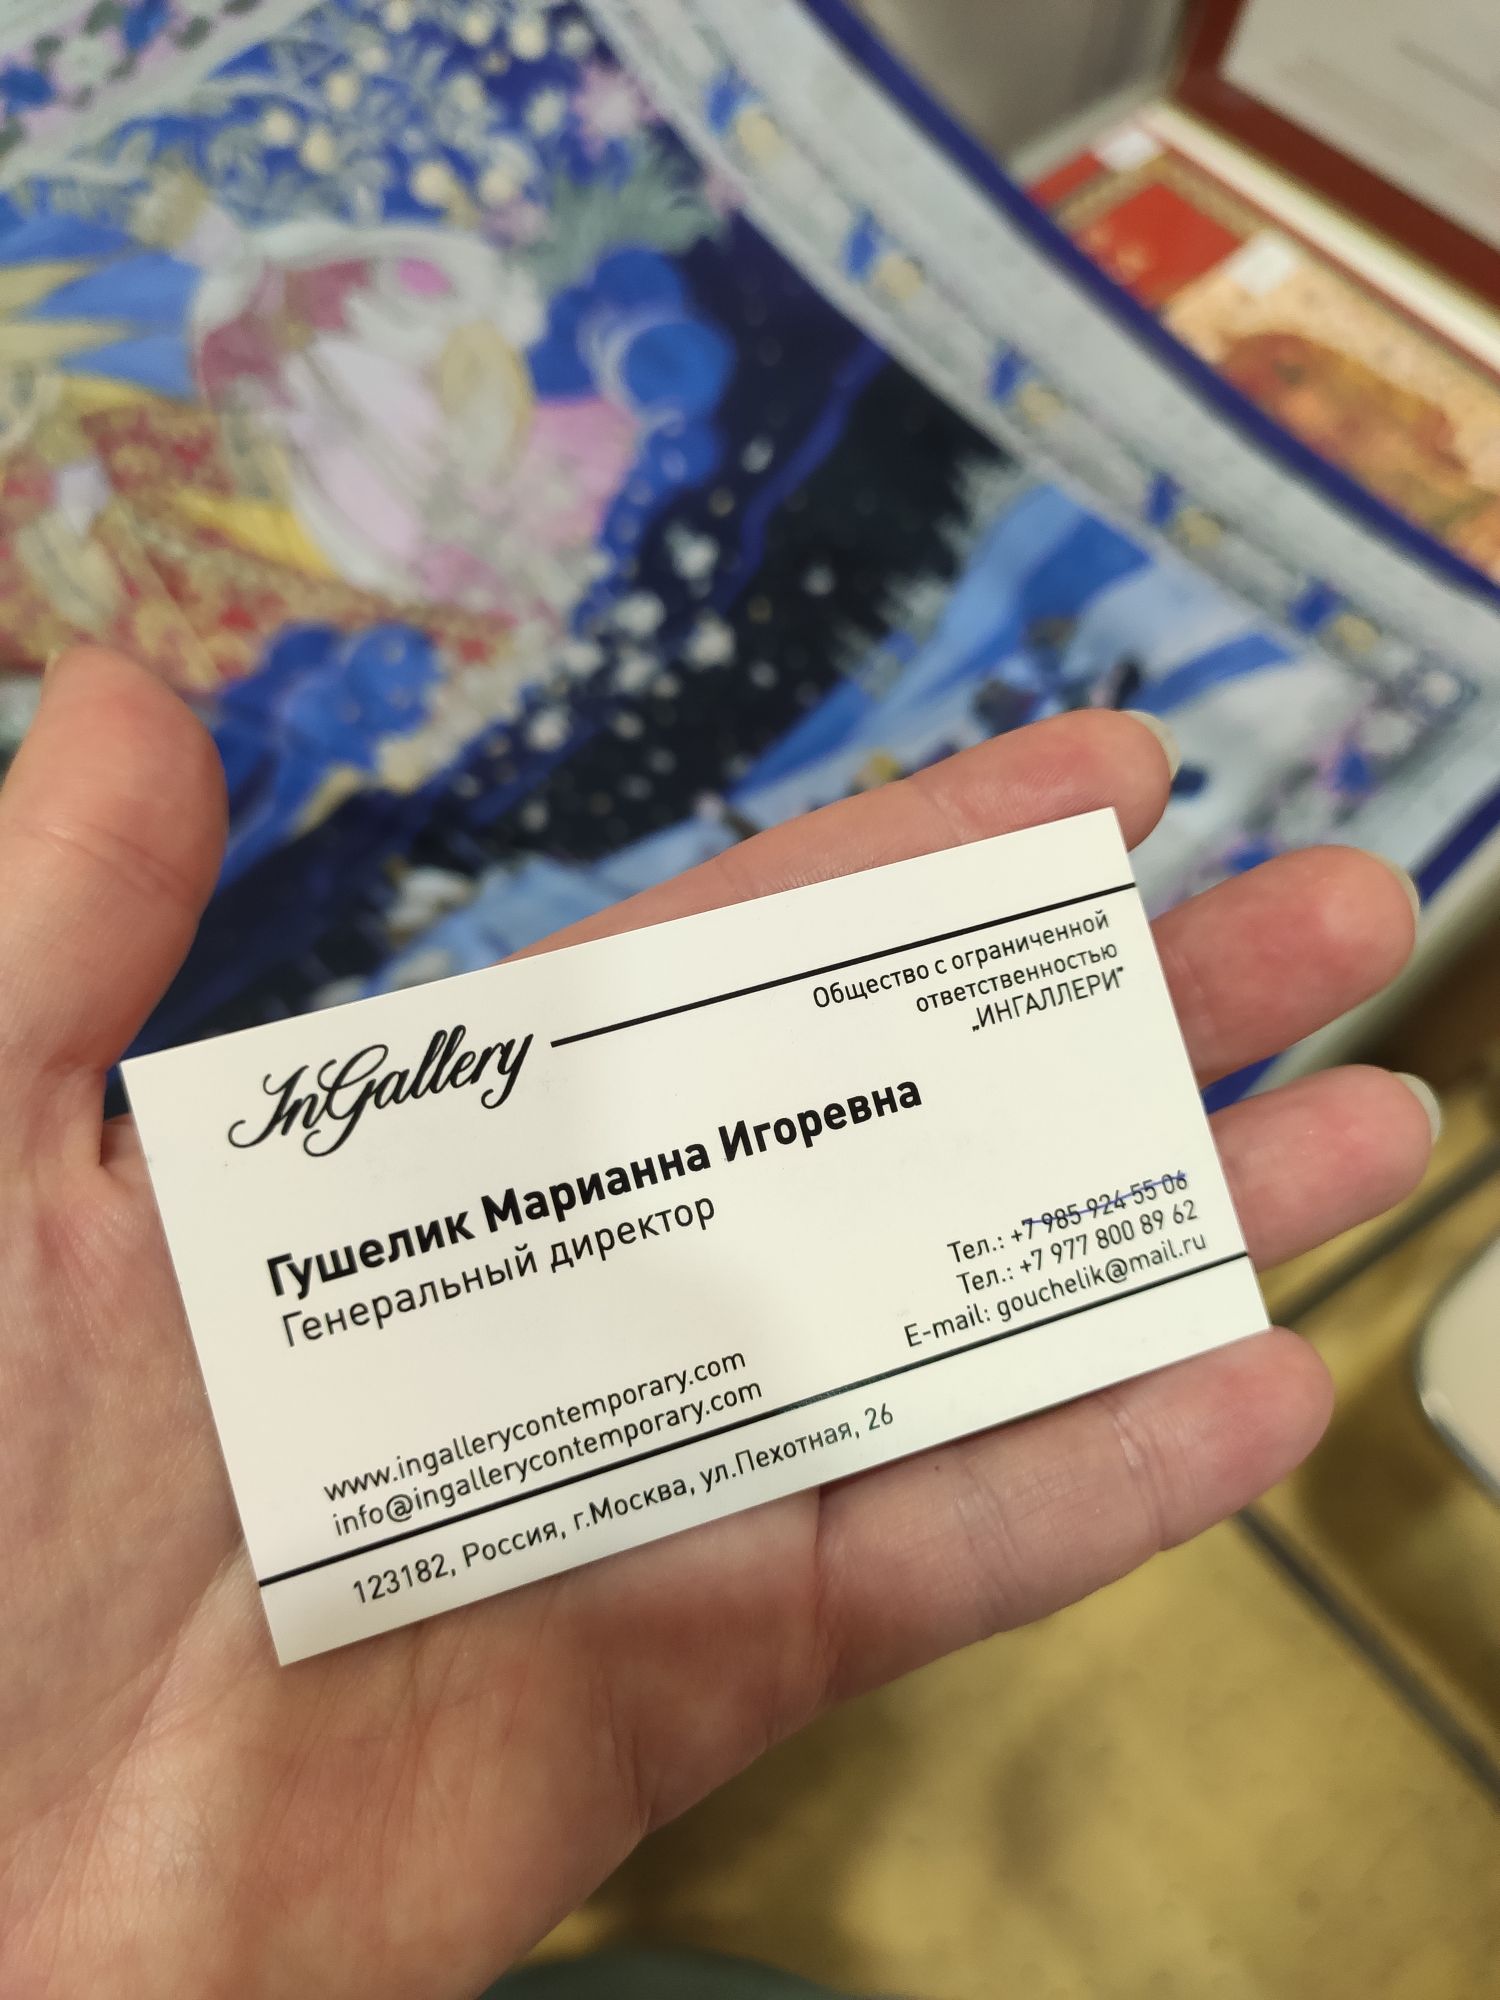 InGallery
Общество с ограниченной
ответственностью
„ИНГАЛЛЕРИ”
Гушелик Марианна Игоревна
Генеральный директор
Тел.: +7 985 924 55 06
Тел.: +7 977 800 89 62
E-mail: gouchelik@mail.ru
www.ingallerycontemporary.com
info@ingallerycontemporary.com
123182, Россия, г.Москва, ул.Пехотная, 26